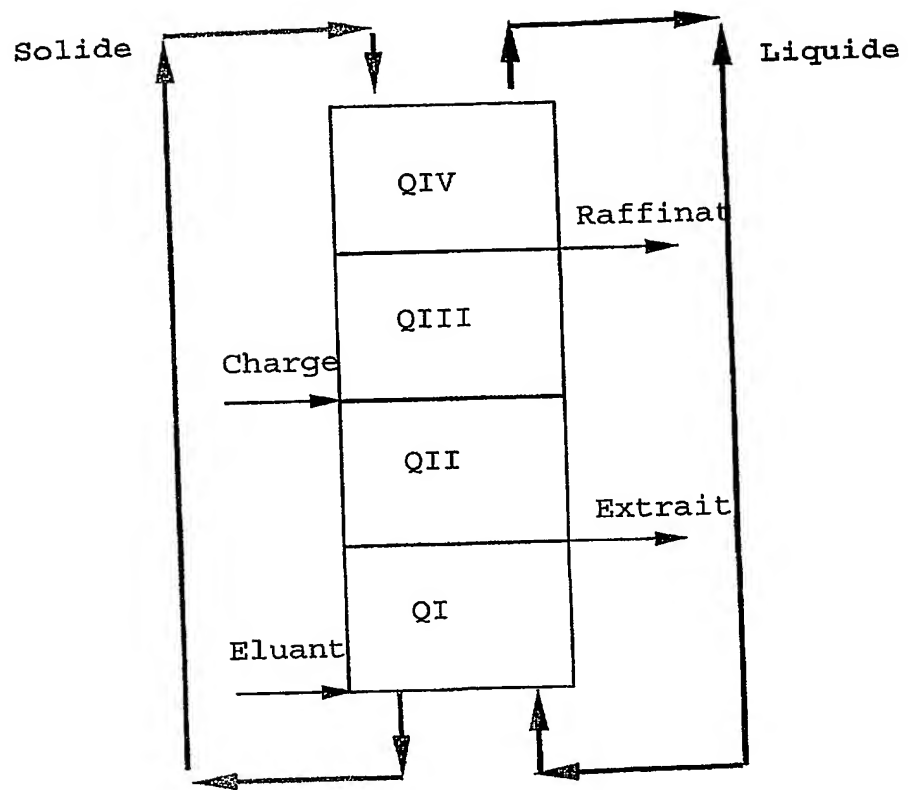 Solide
Liquide
QIV
Raffinat
QIII
Charge
QII
Extrait
QI
Eluant